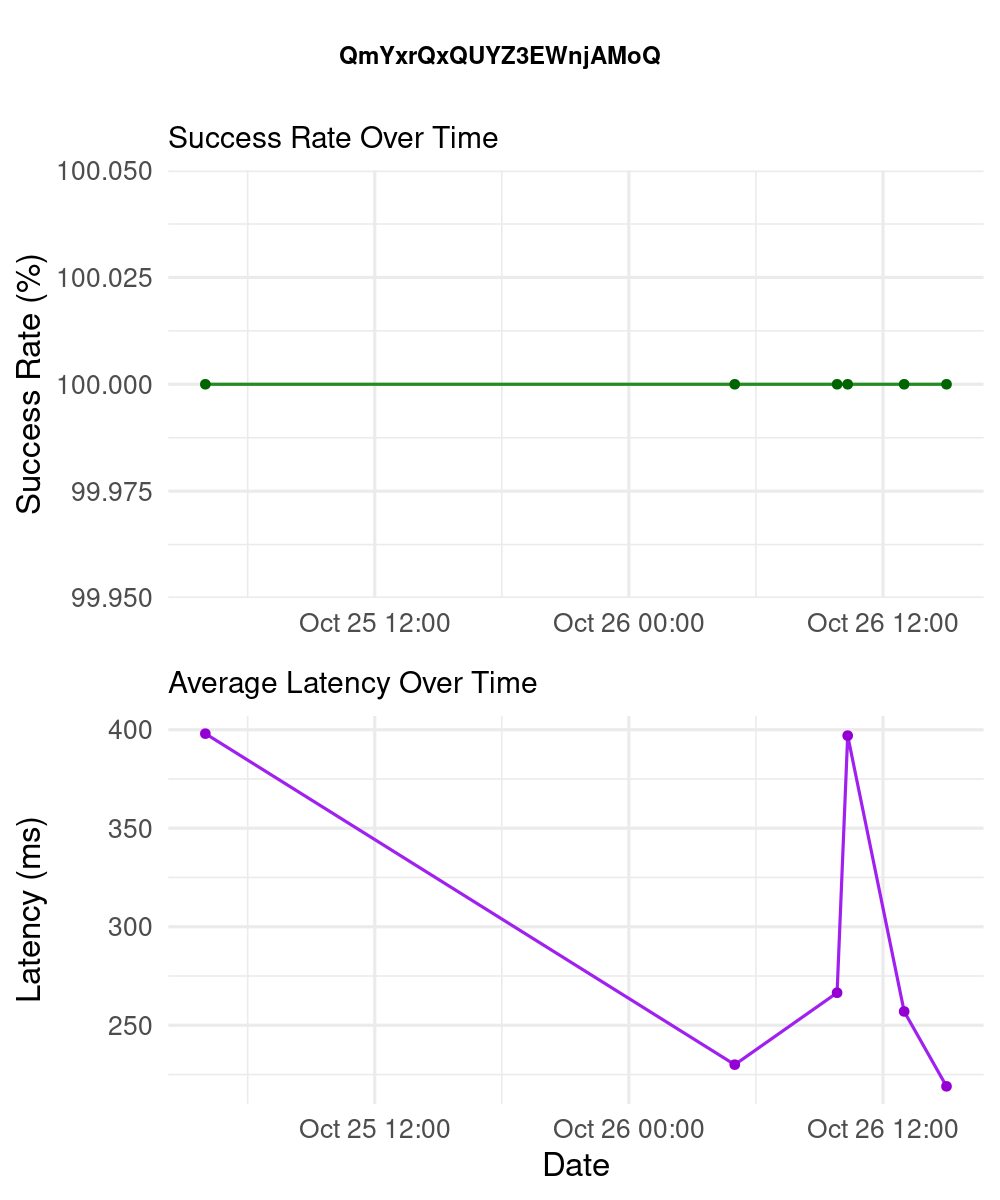 QmYxrQxQUYZ3EWnjAMoQ
Success Rate Over Time
Success Rate (%)
100.050
100.025
100.000
99.975
99.950
Oct 25 12:00 Oct 26 00:00 Oct 26 12:00
Average Latency Over Time
Latency (ms)
400
350
300
250
Oct 25 12:00 Oct 26 00:00 Oct 26 12:00
Date